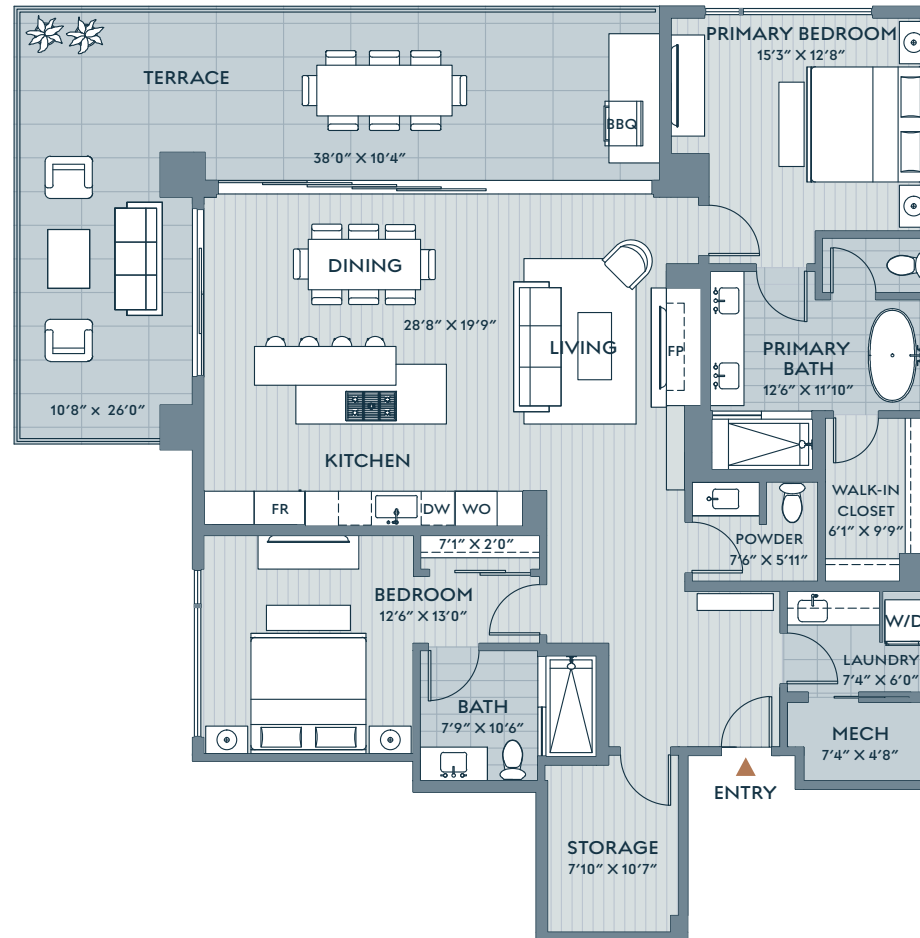 PRIMARY BEDROOM
15'3" X 12'8"
TERRACE
BBQ
38'0" X 10'4"
DINING
28'8" X 19'9"
LIVING
FP
PRIMARY
BATH
12'6" X 11'10"
10'8" x 26'0"
KITCHEN
WALK-IN
CLOSET
6'1" X 9'9"
FR
DW
WO
POWDER
7'6" X 5'11"
7'1" X 2'0"
BEDROOM
12'6" X 13'0"
W/D
LAUNDRY
7'4" X 6'0"
BATH
7'9" X 10'6"
MECH
7'4" X 4'8"
ENTRY
STORAGE
7'10" X 10'7"